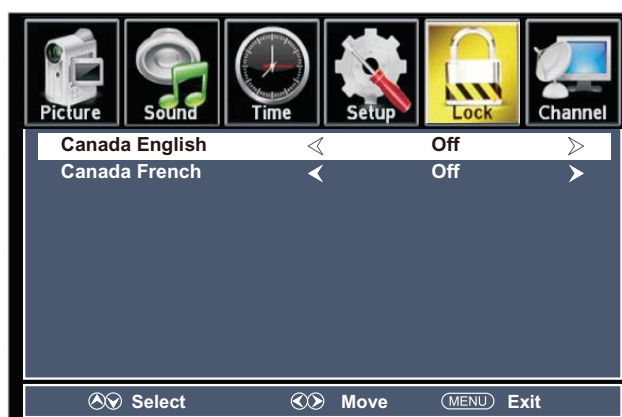 Picture Sound Time Setup Lock Channel
Canada English Off
Canada French Off
Select Move MENU Exit